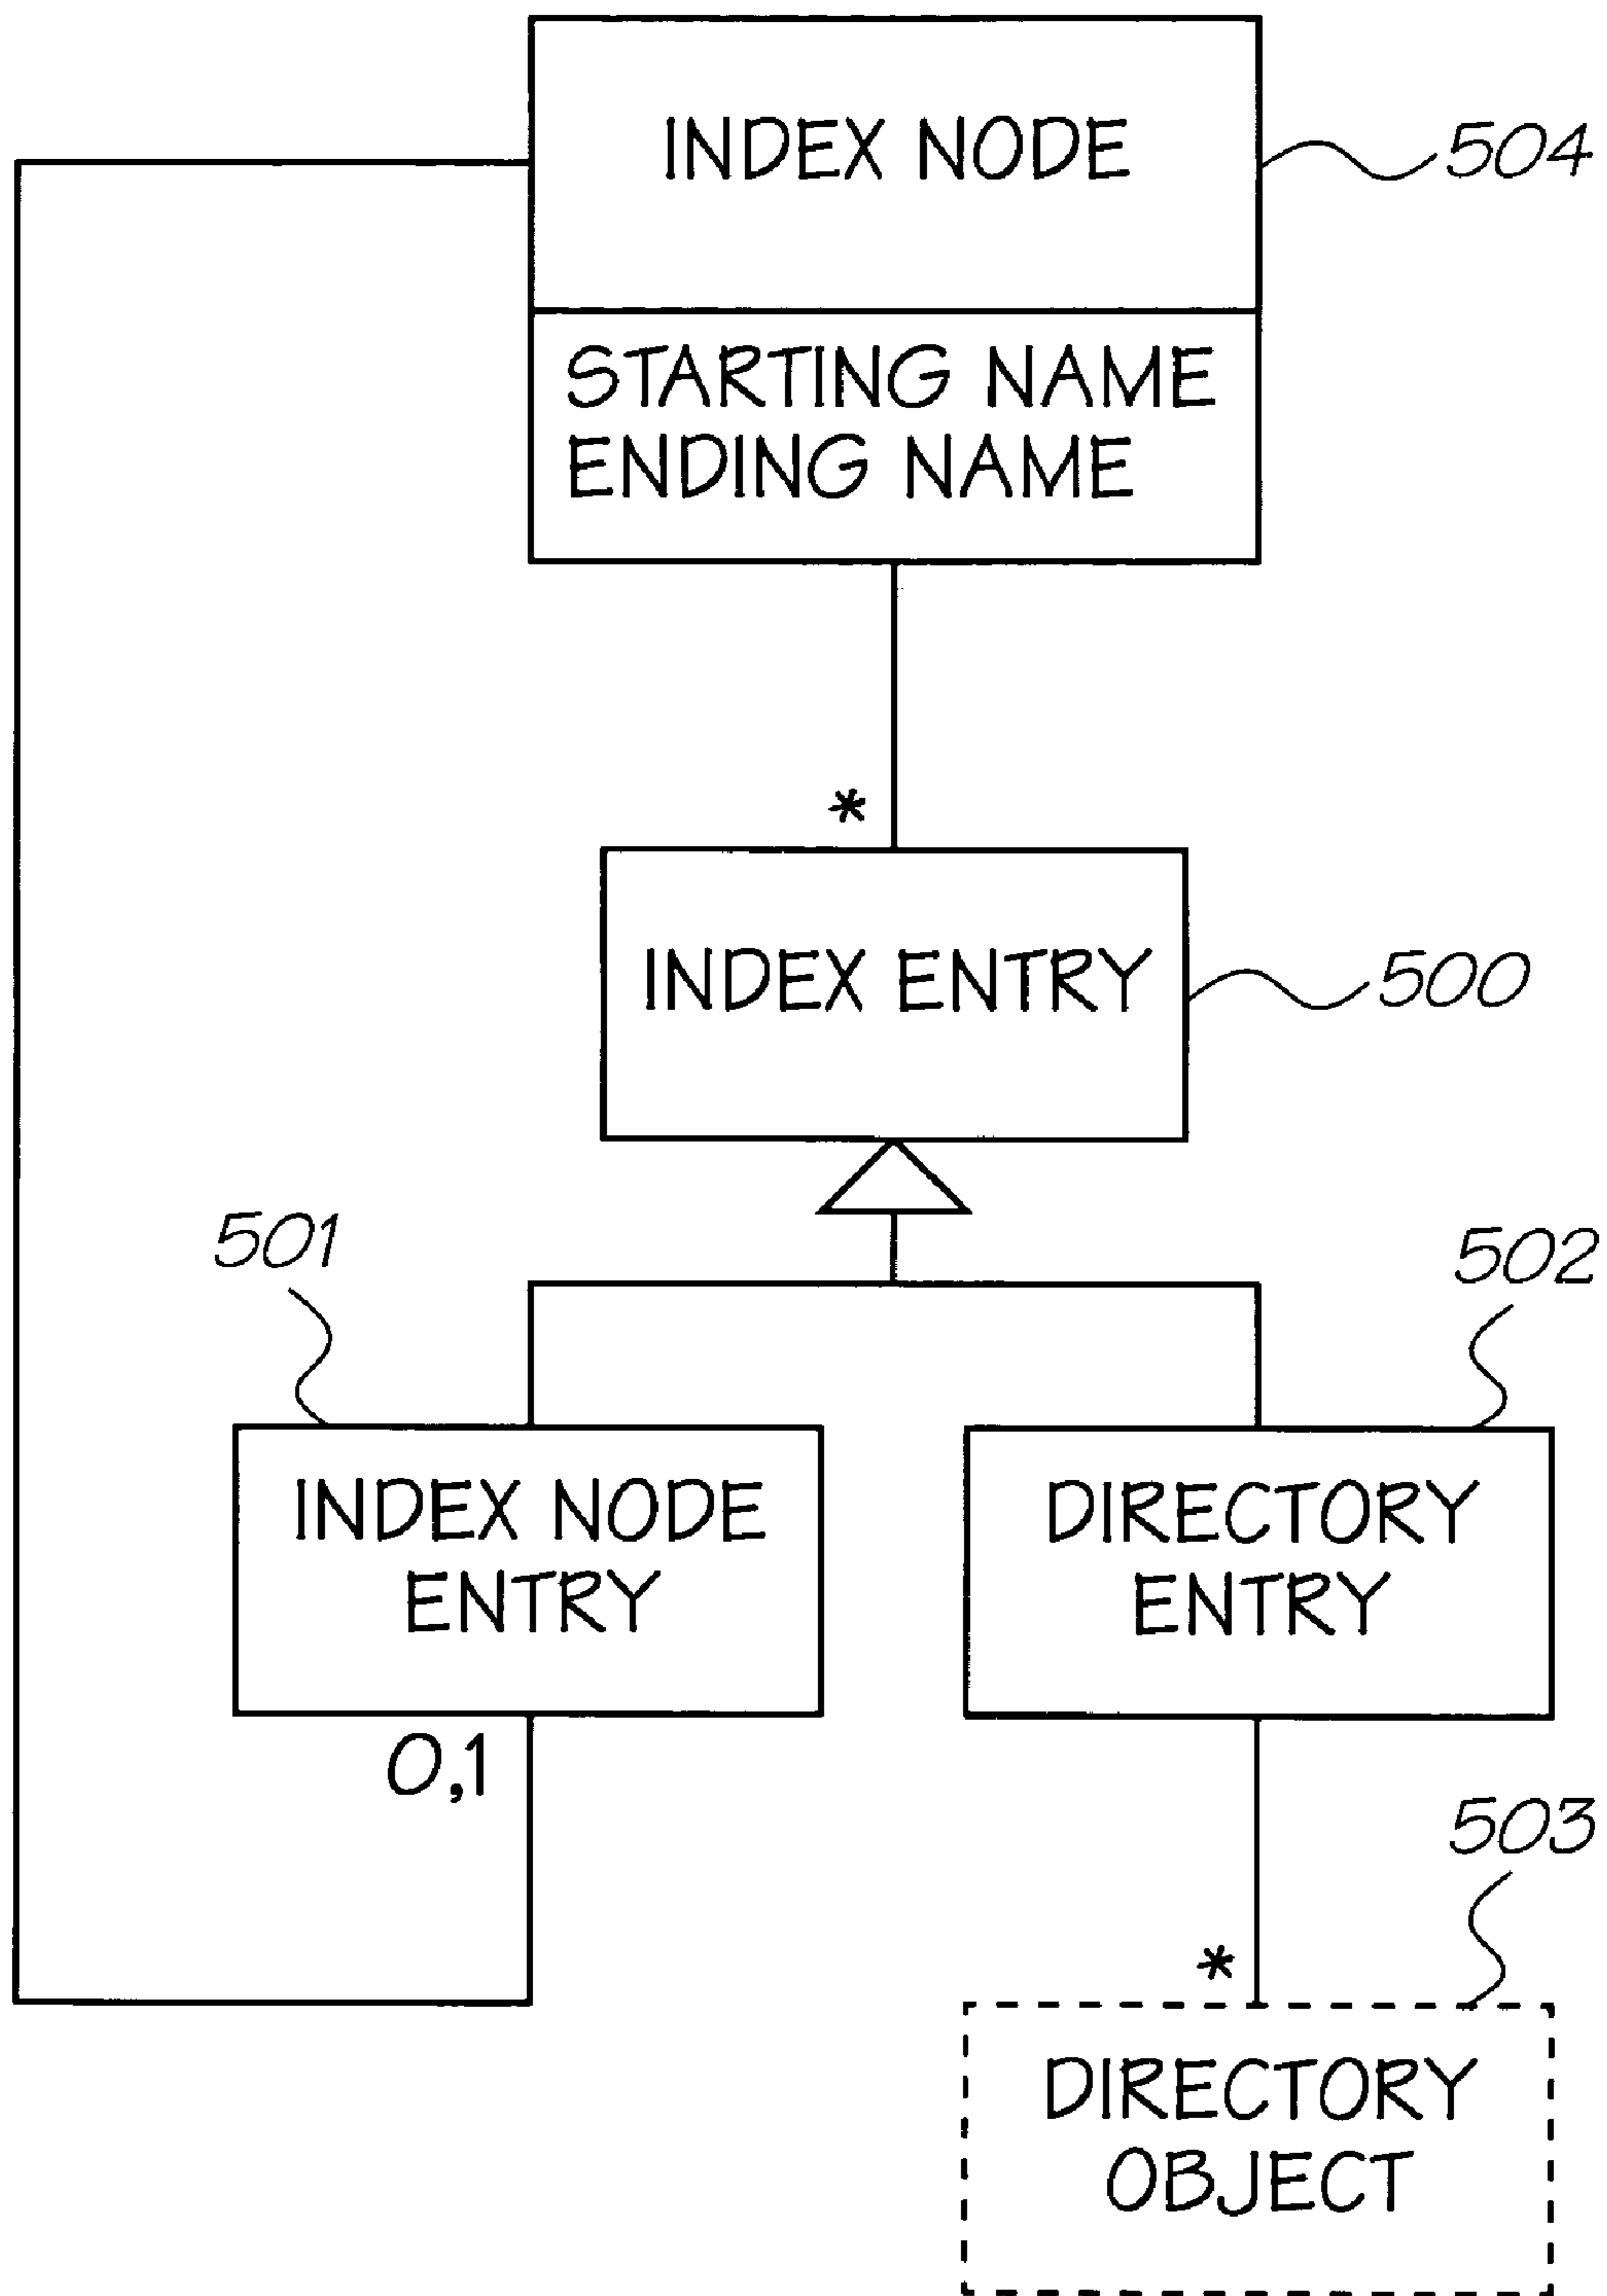 INDEX NODE
504
STARTING NAME
ENDING NAME
*
INDEX ENTRY
500
501
502
INDEX NODE
ENTRY
DIRECTORY
ENTRY
0,1
503
*
DIRECTORY
OBJECT